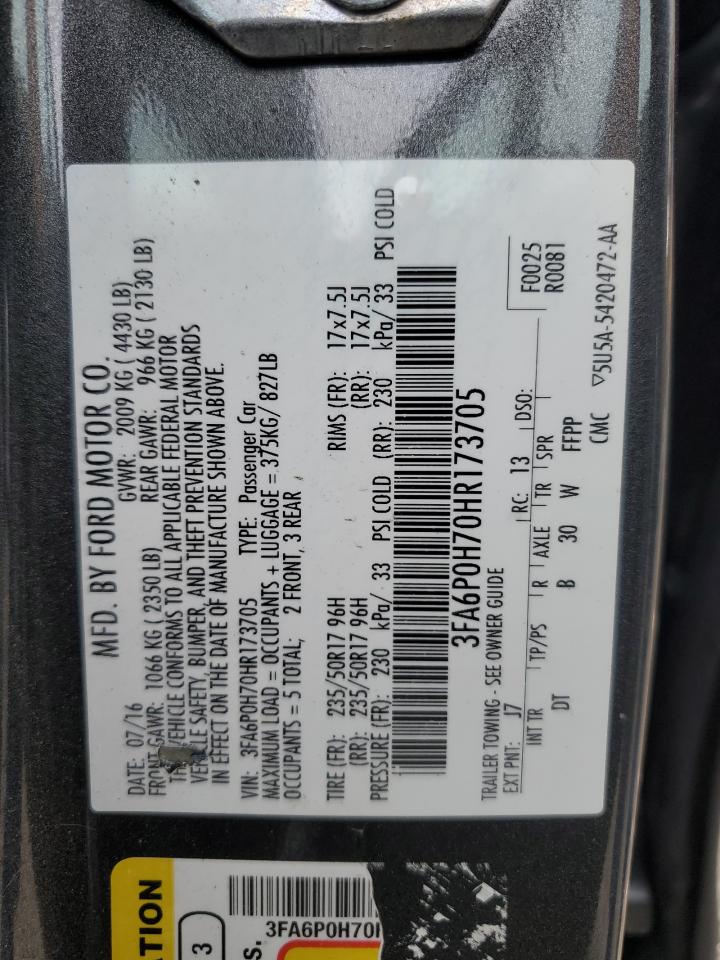 MFD. BY FORD MOTOR CO.
DATE: 07/16 GVWR: 2009 KG ( 4430 LB)
FRONT GAWR: 1066 KG ( 2350 LB) REAR GAWR: 966 KG ( 2130 LB)
VEHICLE CONFORMS TO ALL APPLICABLE FEDERAL MOTOR
SAFETY, BUMPER, AND THEFT PREVENTION STANDARDS
IN EFFECT ON THE DATE OF MANUFACTURE SHOWN ABOVE.
VIN: 3FA6P0H70HR173705 TYPE: Passenger Car
MAXIMUM LOAD = OCCUPANTS + LUGGAGE = 375KG/ 827LB
OCCUPANTS = 5 TOTAL; 2 FRONT, 3 REAR
TIRE (FR): 235/50R17 96H RIMS (FR): 17x7.5J
(RR): 235/50R17 96H (RR): 17x7.5J
PRESSURE (FR): 230 kPa/ 33 PSI COLD (RR): 230 kPa/ 33 PSI COLD
3FA6P0H70HR173705
TRAILER TOWING - SEE OWNER GUIDE
F0025
EXT PNT: J7 RC: 13 DSO:
R0081
INT TR TP/PS R AXLE TR SPR
DT B 30 W FFPP
CMC ▽5U5A-5420472-AA
3
3FA6P0H70